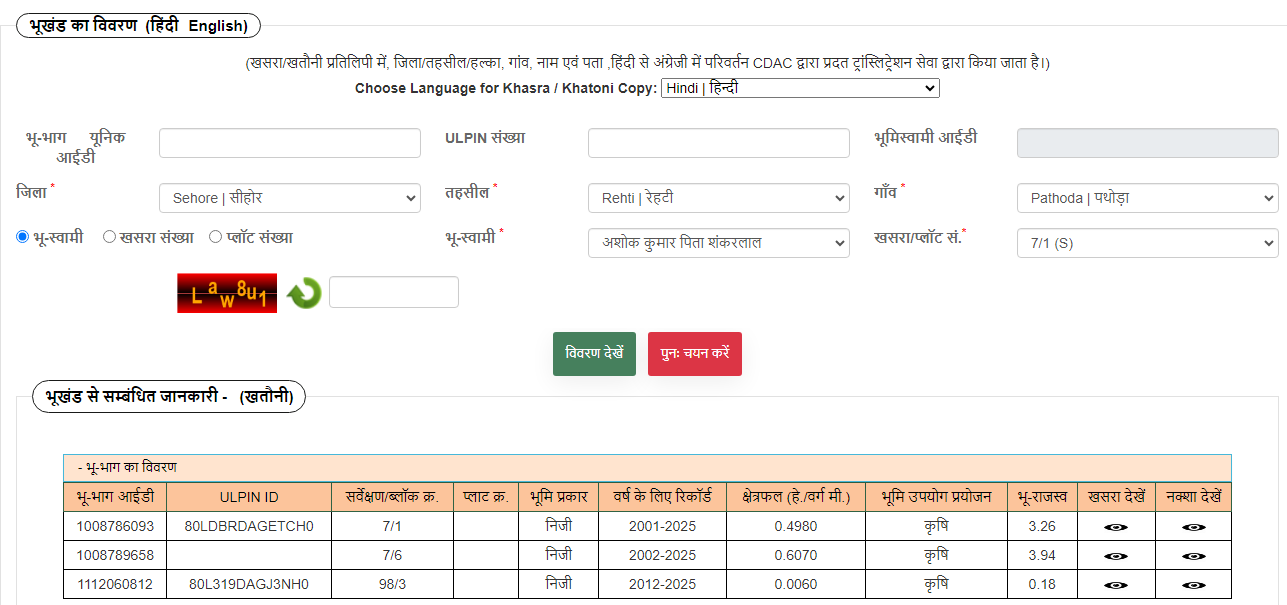 भूखंड का विवरण (हिंदी English)
(खसरा/खतौनी प्रतिलिपी में, जिला/तहसील/हल्का, गांव, नाम एवं पता ,हिंदी से अंग्रेजी में परिवर्तन CDAC द्वारा प्रदत ट्रांस्लिट्रेशन सेवा द्वारा किया जाता है।)
Choose Language for Khasra / Khatoni Copy: Hindi | हिन्दी
भू-भाग यूनिक आईडी ULPIN संख्या भूमिस्वामी आईडी
जिला * Sehore | सीहोर तहसील * Rehti | रेहटी गाँव * Pathoda | पथोड़ा
भू-स्वामी खसरा संख्या प्लॉट संख्या भू-स्वामी * अशोक कुमार पिता शंकरलाल खसरा/प्लॉट सं.* 7/1 (S)
L a w 8u1
विवरण देखें पुनः चयन करें
भूखंड से सम्बंधित जानकारी - (खतौनी)
- भू-भाग का विवरण
भू-भाग आईडी ULPIN ID सर्वेक्षण/ब्लॉक क्र. प्लाट क्र. भूमि प्रकार वर्ष के लिए रिकॉर्ड क्षेत्रफल (हे./वर्ग मी.) भूमि उपयोग प्रयोजन भू-राजस्व खसरा देखें नक्शा देखें
1008786093 80LDBRDAGETCH0 7/1 निजी 2001-2025 0.4980 कृषि 3.26
1008789658 7/6 निजी 2002-2025 0.6070 कृषि 3.94
1112060812 80L319DAGJ3NH0 98/3 निजी 2012-2025 0.0060 कृषि 0.18